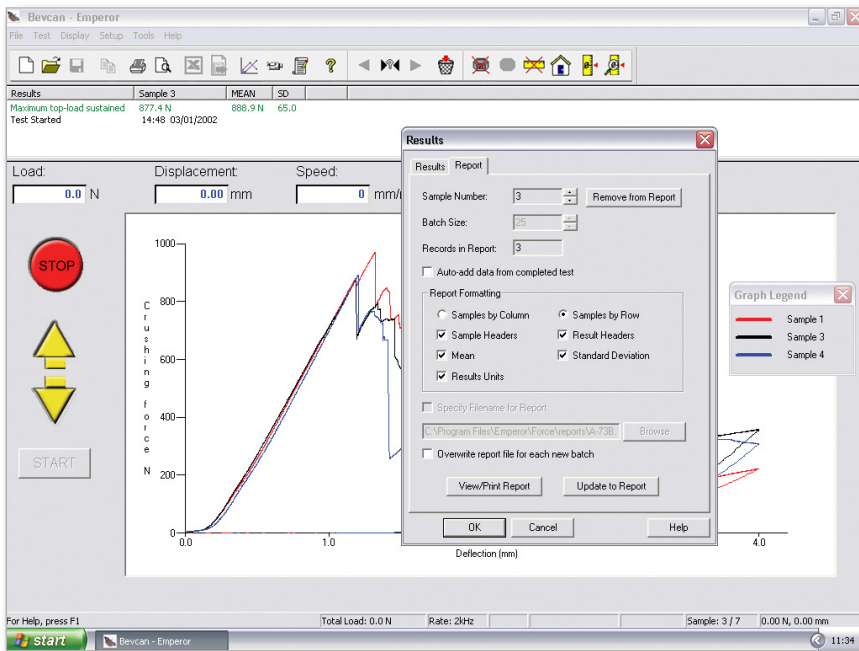 Bevcan - Emperor
File Test Display Setup Tools Help
Results Sample 3 MEAN SD
Maximum top-load sustained 877.4 N 888.9 N 65.0
Test Started 14:48 03/01/2002
Load: Displacement: Speed:
0.0 N 0.00 mm 0 mm/
STOP
START
1000
800
600
400
200
0
Crushing force N
0.0 1.0 4.0
Deflection (mm)
Results
Results Report
Sample Number: 3 Remove from Report
Batch Size: 25
Records in Report: 3
Auto-add data from completed test
Report Formatting
Samples by Column Samples by Row
Sample Headers Result Headers
Mean Standard Deviation
Results Units
Specify Filename for Report
C:\Program Files\Emperor\Force\reports\A-73B. Browse
Overwrite report file for each new batch
View/Print Report Update to Report
OK Cancel Help
Graph Legend
Sample 1
Sample 3
Sample 4
For Help, press F1 Total Load: 0.0 N Rate: 2kHz Sample: 3 / 7 0.00 N, 0.00 mm
start Bevcan - Emperor 11:34